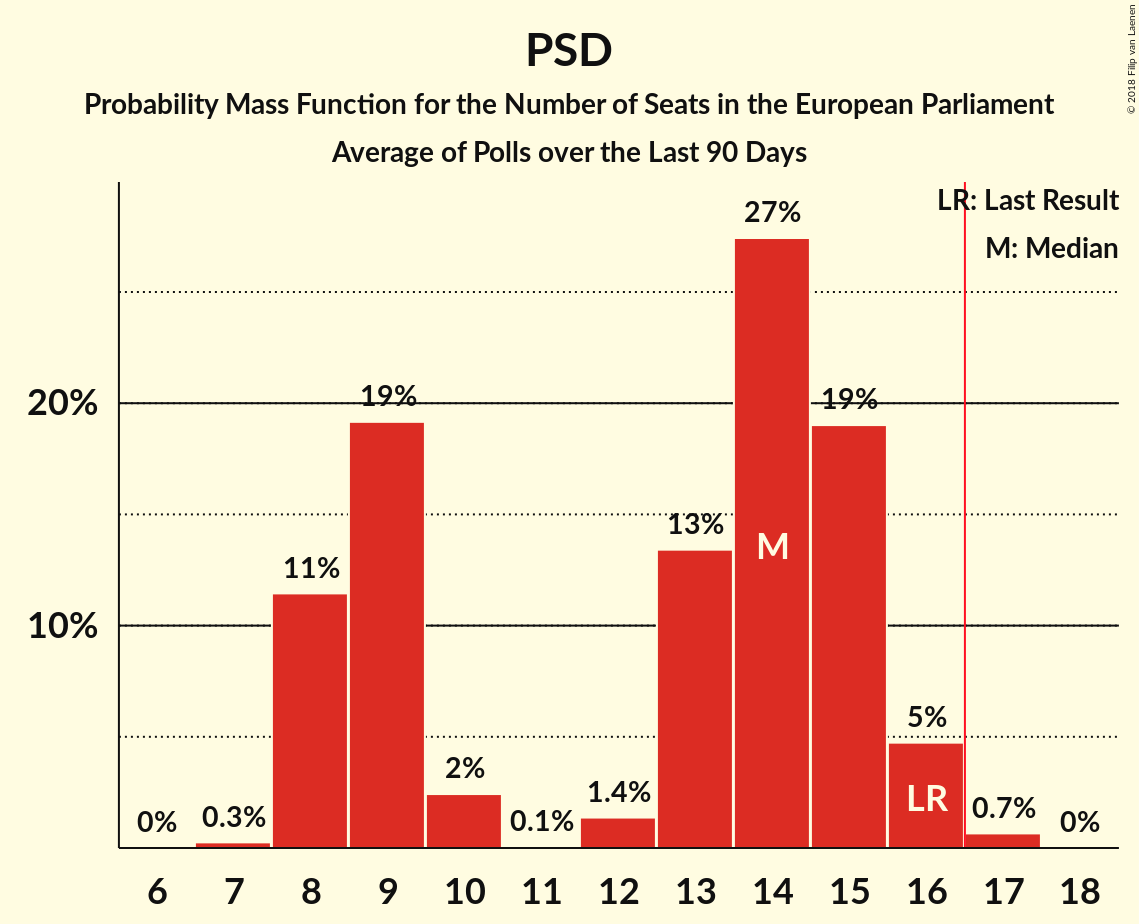 PSD
Probability Mass Function for the Number of Seats in the European Parliament
Average of Polls over the Last 90 Days
© 2018 Filip van Laenen
LR: Last Result
M: Median
20%
10%
0%
0.3%
11%
19%
2%
0.1%
1.4%
13%
27%
19%
5%
0.7%
0%
M
LR
6 7 8 9 10 11 12 13 14 15 16 17 18